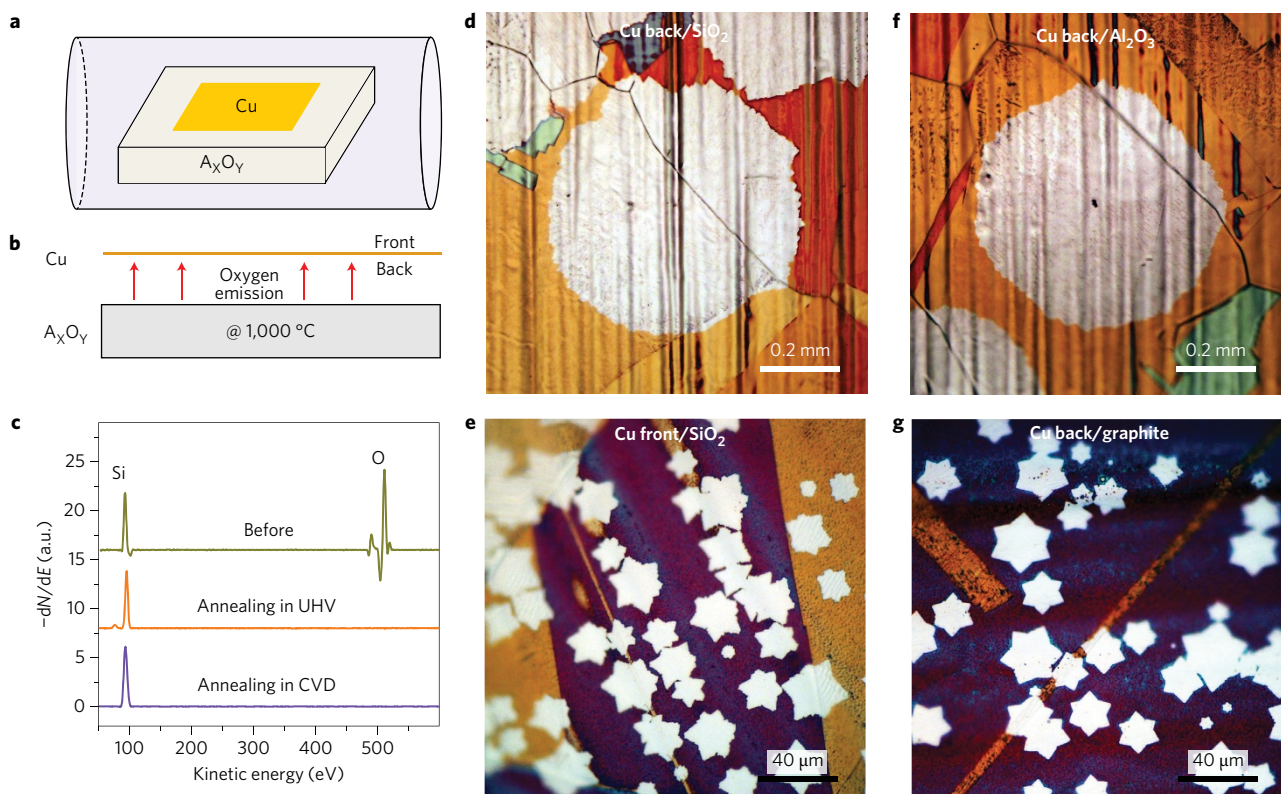 a
Cu
AₓOᵧ
b
Cu
Front
Back
Oxygen
emission
AₓOᵧ
@ 1,000 °C
c
−dN/dE (a.u.)
25
20
15
10
5
0
Si
O
Before
Annealing in UHV
Annealing in CVD
100 200 300 400 500
Kinetic energy (eV)
d
Cu back/SiO₂
0.2 mm
e
Cu front/SiO₂
40 μm
f
Cu back/Al₂O₃
0.2 mm
g
Cu back/graphite
40 μm